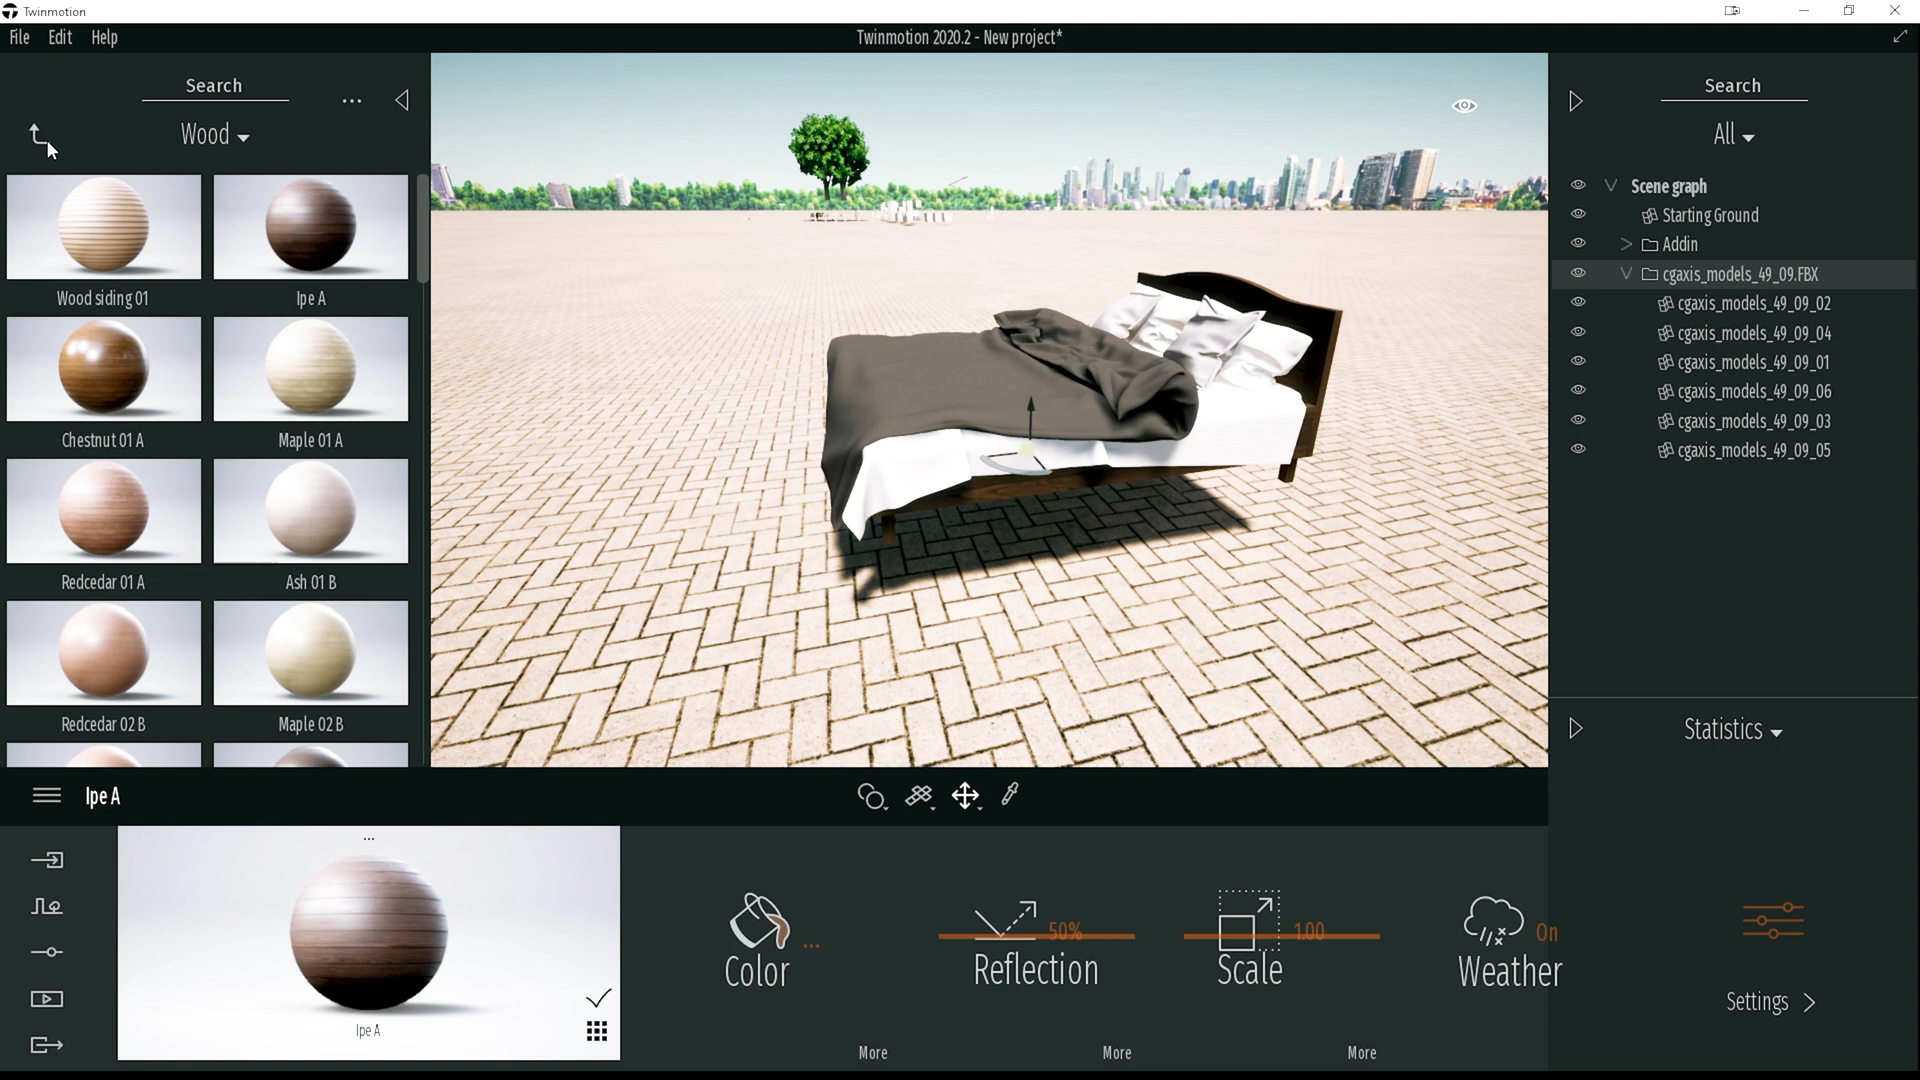 Twinmotion
File Edit Help
Twinmotion 2020.2 - New project*
Search
...
Wood
Wood siding 01
Ipe A
Chestnut 01 A
Maple 01 A
Redcedar 01 A
Ash 01 B
Redcedar 02 B
Maple 02 B
Search
All
Scene graph
Starting Ground
Addin
cgaxis_models_49_09.FBX
cgaxis_models_49_09_02
cgaxis_models_49_09_04
cgaxis_models_49_09_01
cgaxis_models_49_09_06
cgaxis_models_49_09_03
cgaxis_models_49_09_05
Statistics
Ipe A
...
Ipe A
...
Color
50%
Reflection
More
1.00
Scale
More
On
Weather
More
Settings